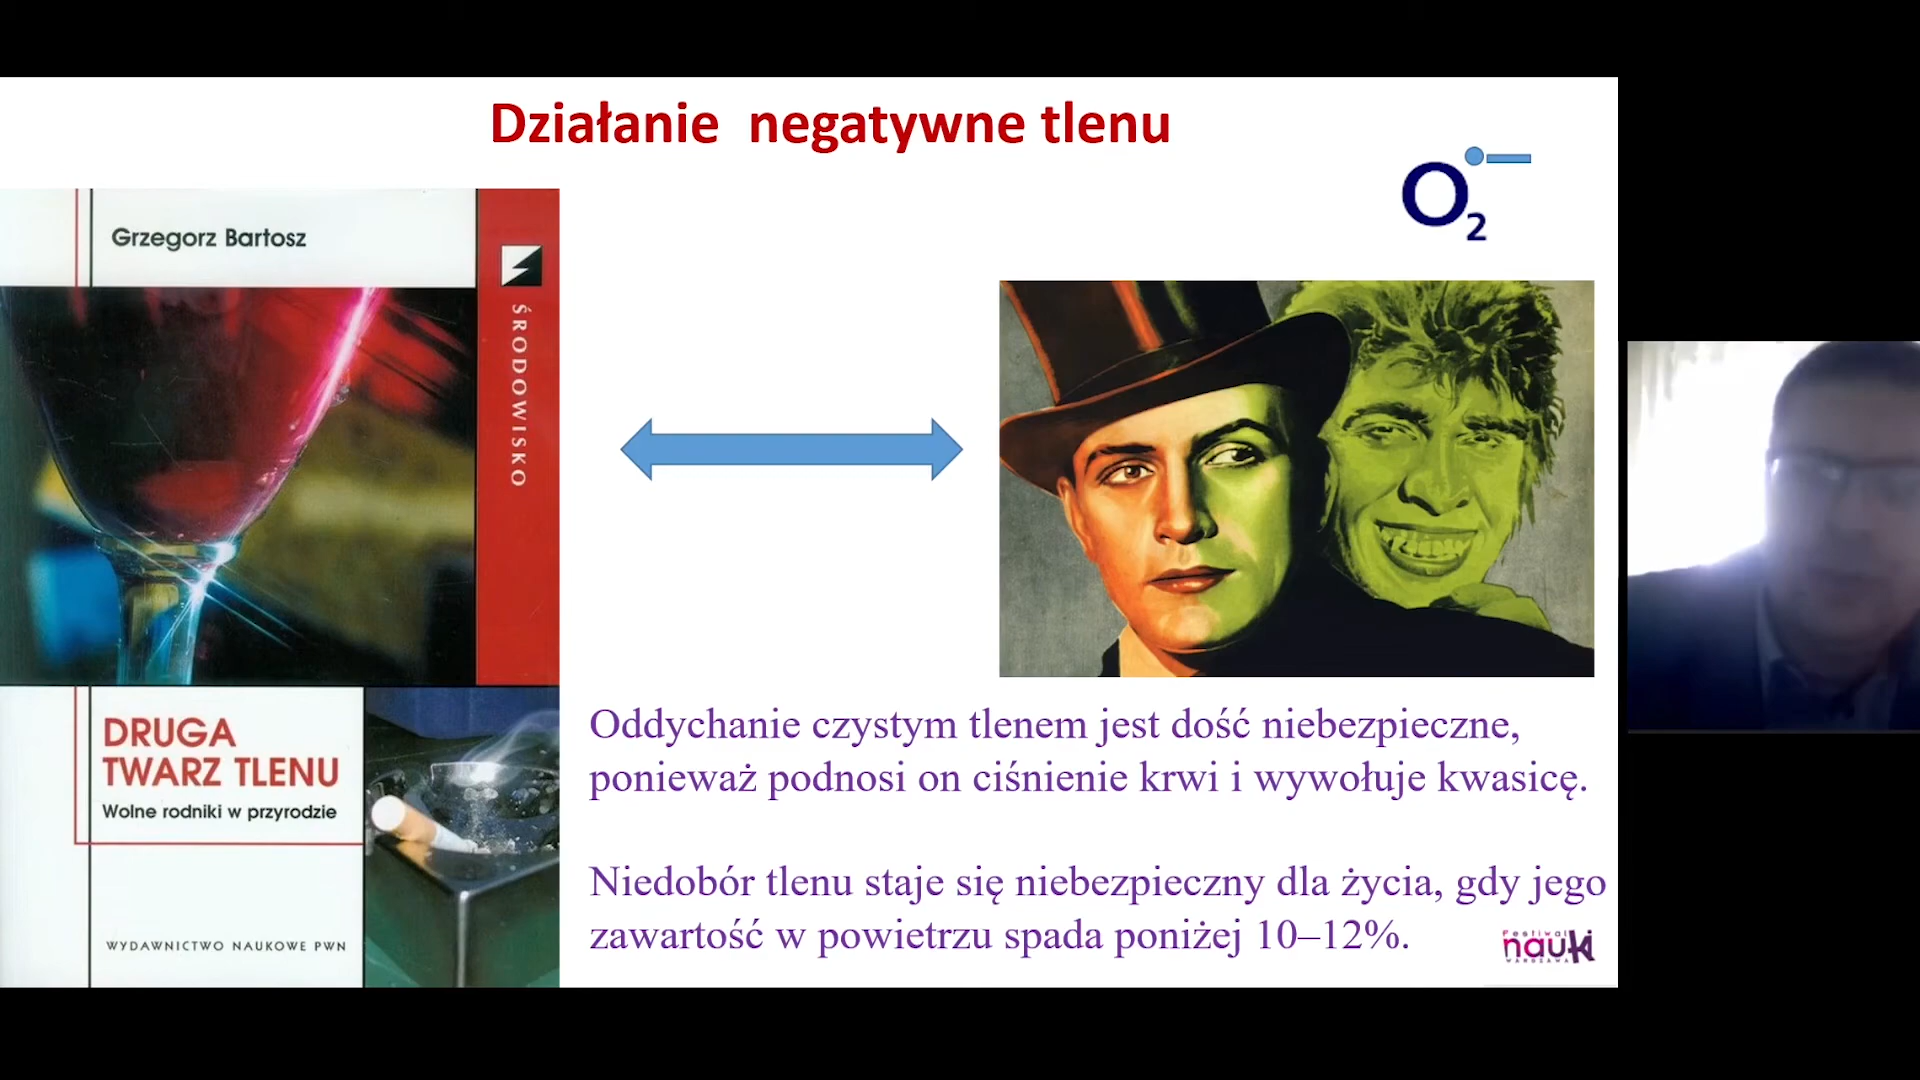 Działanie negatywne tlenu
O2
Grzegorz Bartosz
ŚRODOWISKO
DRUGA
TWARZ TLENU
Wolne rodniki w przyrodzie
WYDAWNICTWO NAUKOWE PWN
Oddychanie czystym tlenem jest dość niebezpieczne,
ponieważ podnosi on ciśnienie krwi i wywołuje kwasicę.
Niedobór tlenu staje się niebezpieczny dla życia, gdy jego
zawartość w powietrzu spada poniżej 10–12%.
Festiwal
nauki
WARSZAWA